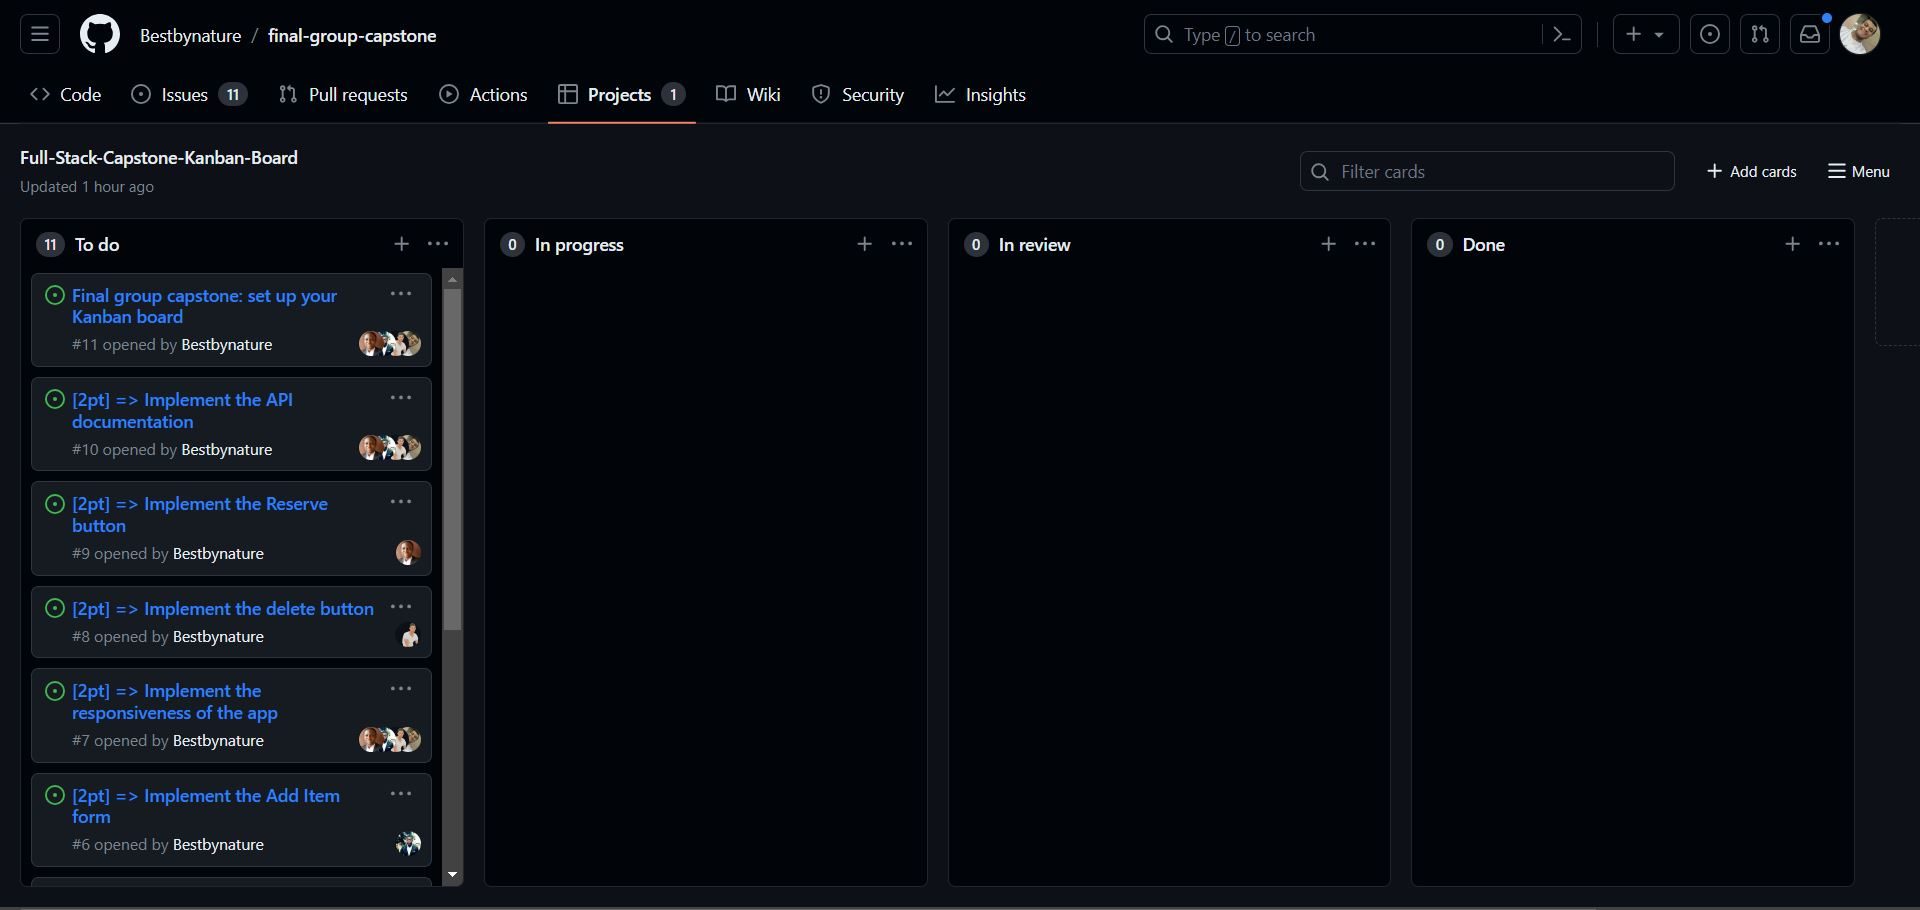 Bestbynature / final-group-capstone
Type / to search
Code
Issues 11
Pull requests
Actions
Projects 1
Wiki
Security
Insights
Full-Stack-Capstone-Kanban-Board
Updated 1 hour ago
Filter cards
Add cards
Menu
11 To do
Final group capstone: set up your
Kanban board
#11 opened by Bestbynature
[2pt] => Implement the API
documentation
#10 opened by Bestbynature
[2pt] => Implement the Reserve
button
#9 opened by Bestbynature
[2pt] => Implement the delete button
#8 opened by Bestbynature
[2pt] => Implement the
responsiveness of the app
#7 opened by Bestbynature
[2pt] => Implement the Add Item
form
#6 opened by Bestbynature
0 In progress
0 In review
0 Done